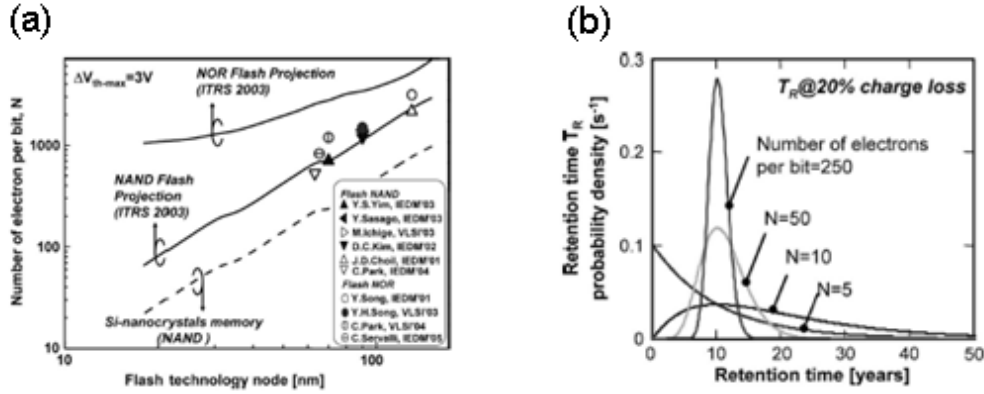 (a)
ΔVth-max=3V
NOR Flash Projection
(ITRS 2003)
NAND Flash
Projection
(ITRS 2003)
Si-nanocrystals memory
(NAND)
Flash NAND
Y.S.Yim, IEDM'03
Y.Sasago, IEDM'03
M.Ichige, VLSI'03
D.C.Kim, IEDM'02
J.D.Choil, IEDM'01
C.Park, IEDM'04
Flash NOR
Y.Song, IEDM'01
Y.H.Song, VLSI'03
C.Park, VLSI'04
C.Servalli, IEDM'05
Number of electron per bit, N
1000
100
10
10
100
Flash technology node [nm]
(b)
TR@20% charge loss
Number of electrons
per bit=250
N=50
N=10
N=5
Retention time TR
probability density [s-1]
0.3
0.2
0.1
0
0
10
20
30
40
50
Retention time [years]